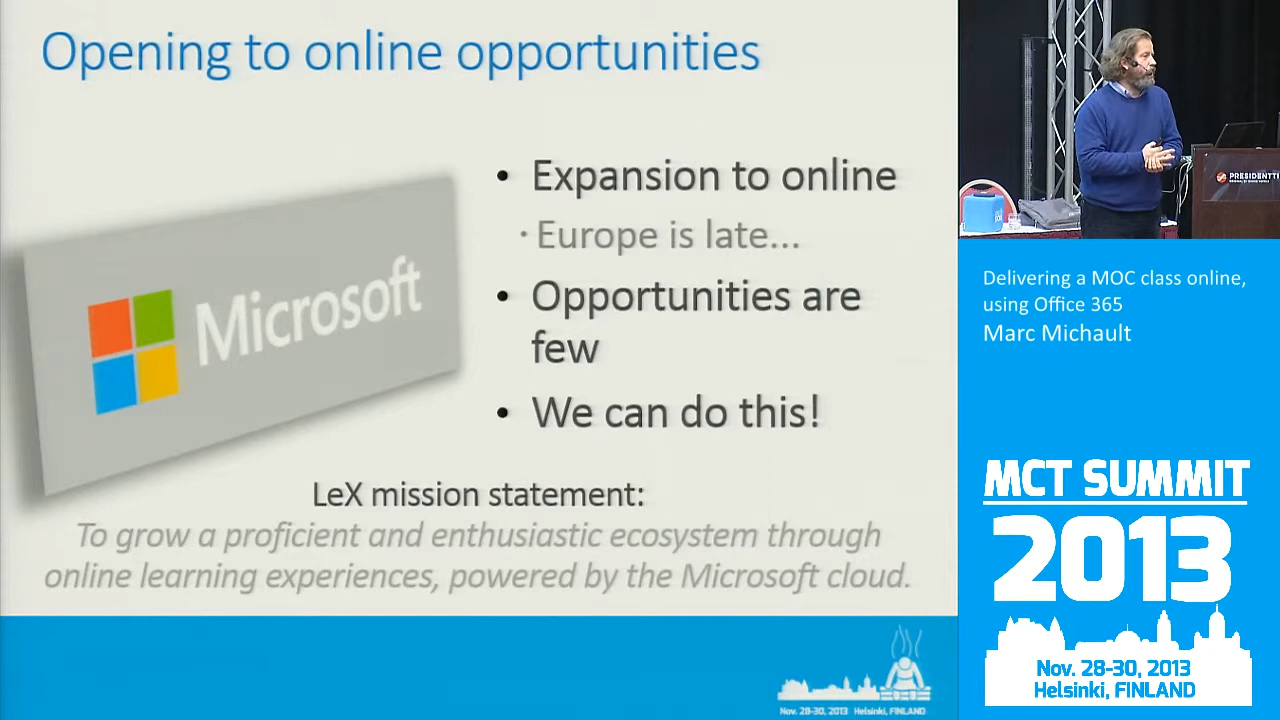 Opening to online opportunities
Microsoft
• Expansion to online
• Europe is late...
• Opportunities are
few
• We can do this!
LeX mission statement:
To grow a proficient and enthusiastic ecosystem through
online learning experiences, powered by the Microsoft cloud.
Nov. 28-30, 2013 Helsinki, FINLAND
PRESIDENTTI
Delivering a MOC class online,
using Office 365
Marc Michault
MCT SUMMIT
2013
Nov. 28-30, 2013
Helsinki, FINLAND